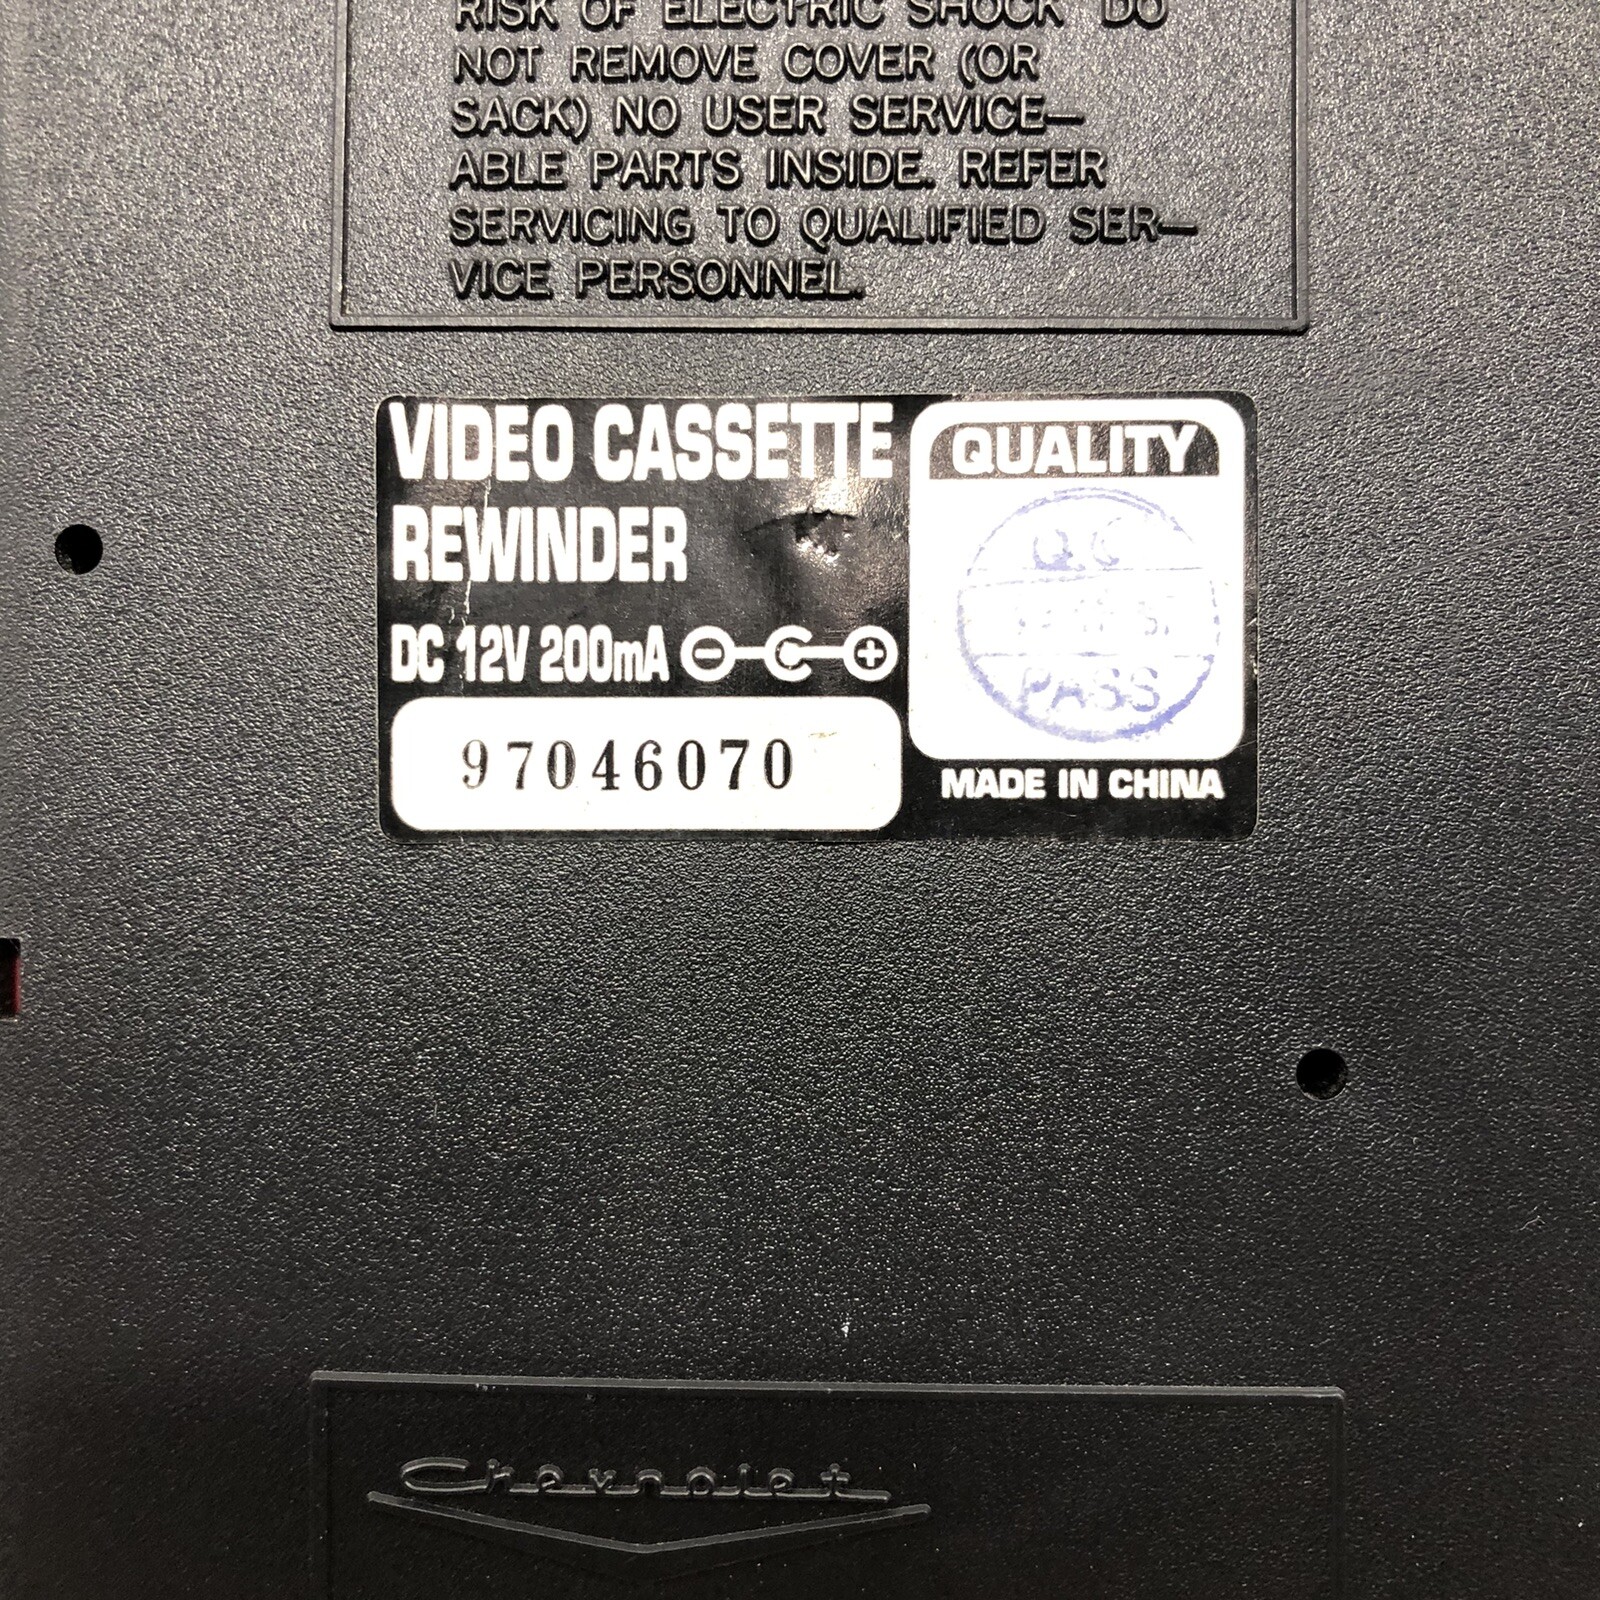 RISK OF ELECTRIC SHOCK DO
NOT REMOVE COVER (OR
SACK) NO USER SERVICE—
ABLE PARTS INSIDE. REFER
SERVICING TO QUALIFIED SER—
VICE PERSONNEL.
VIDEO CASSETTE
REWINDER
DC 12V 200mA
97046070
QUALITY
Q.C
PASS
MADE IN CHINA
Chevrolet